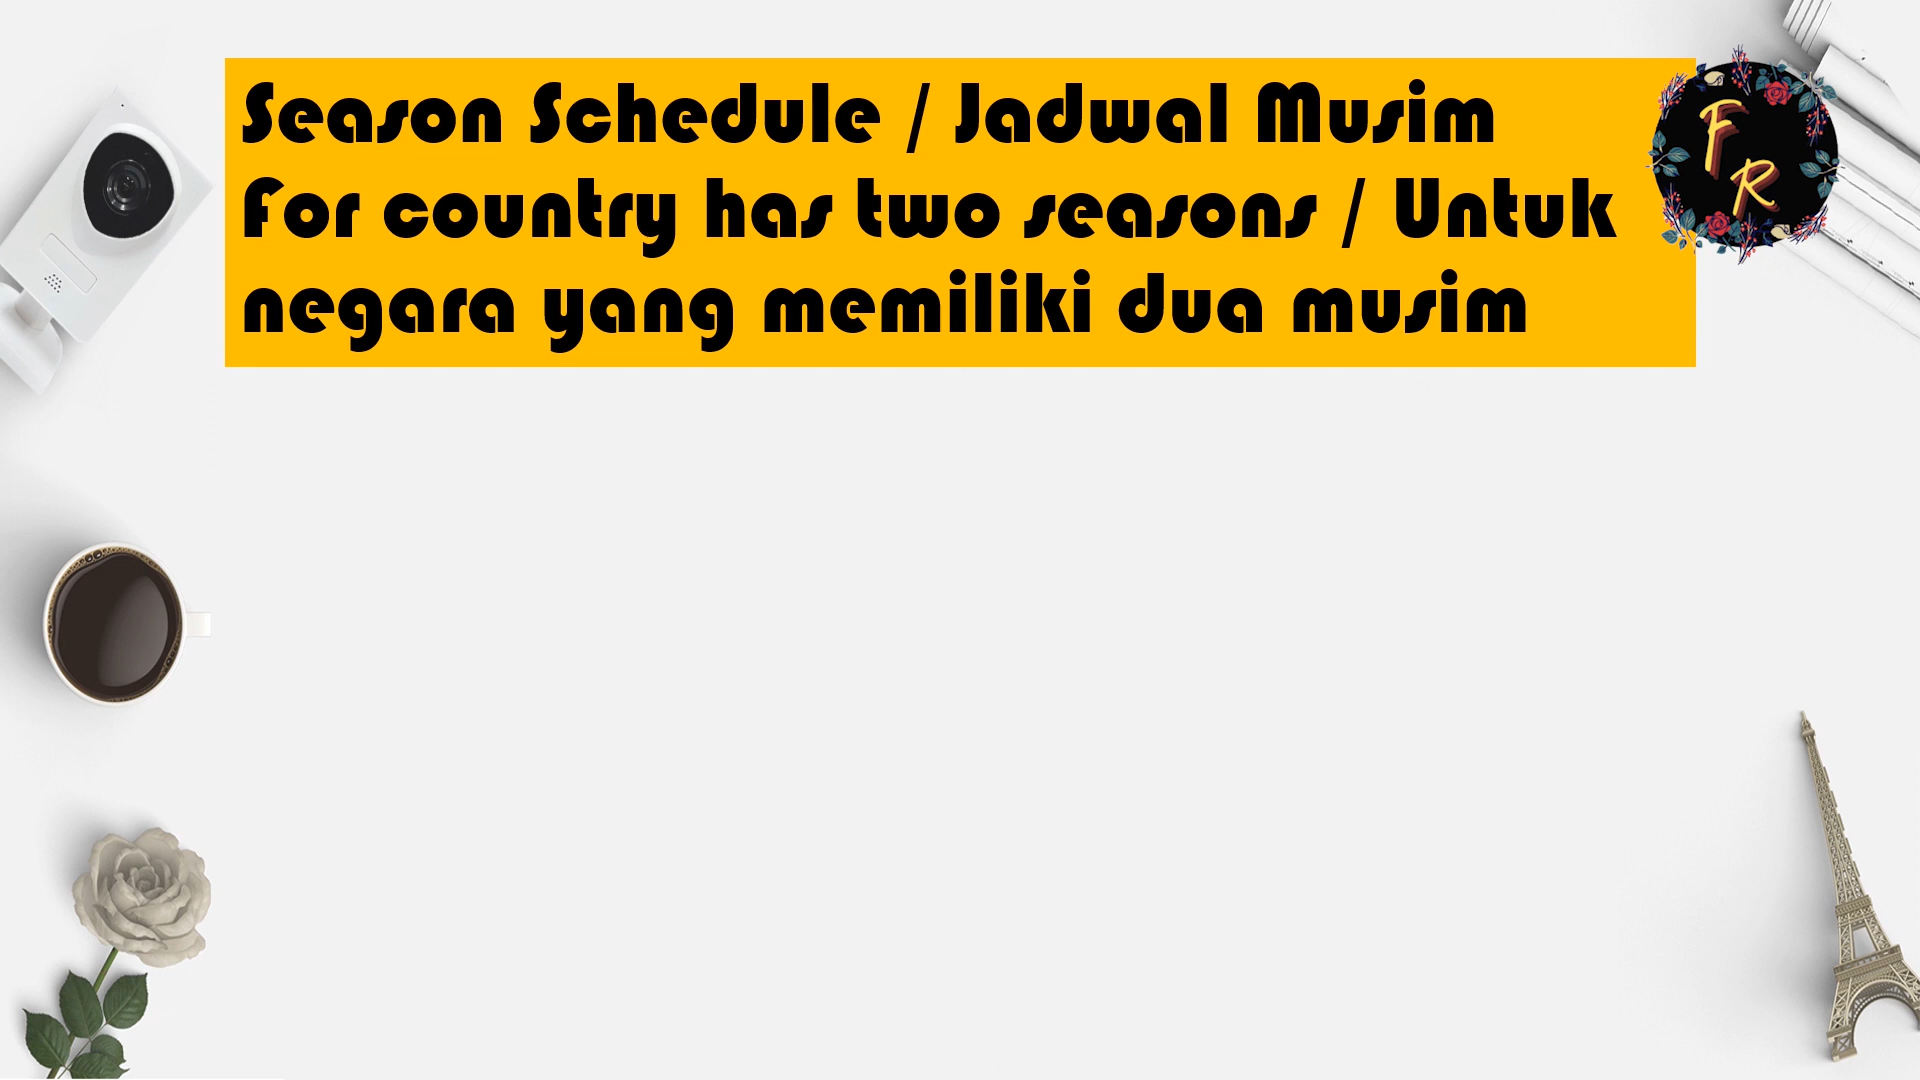 Season Schedule / Jadwal Musim
For country has two seasons / Untuk
negara yang memiliki dua musim
F
R